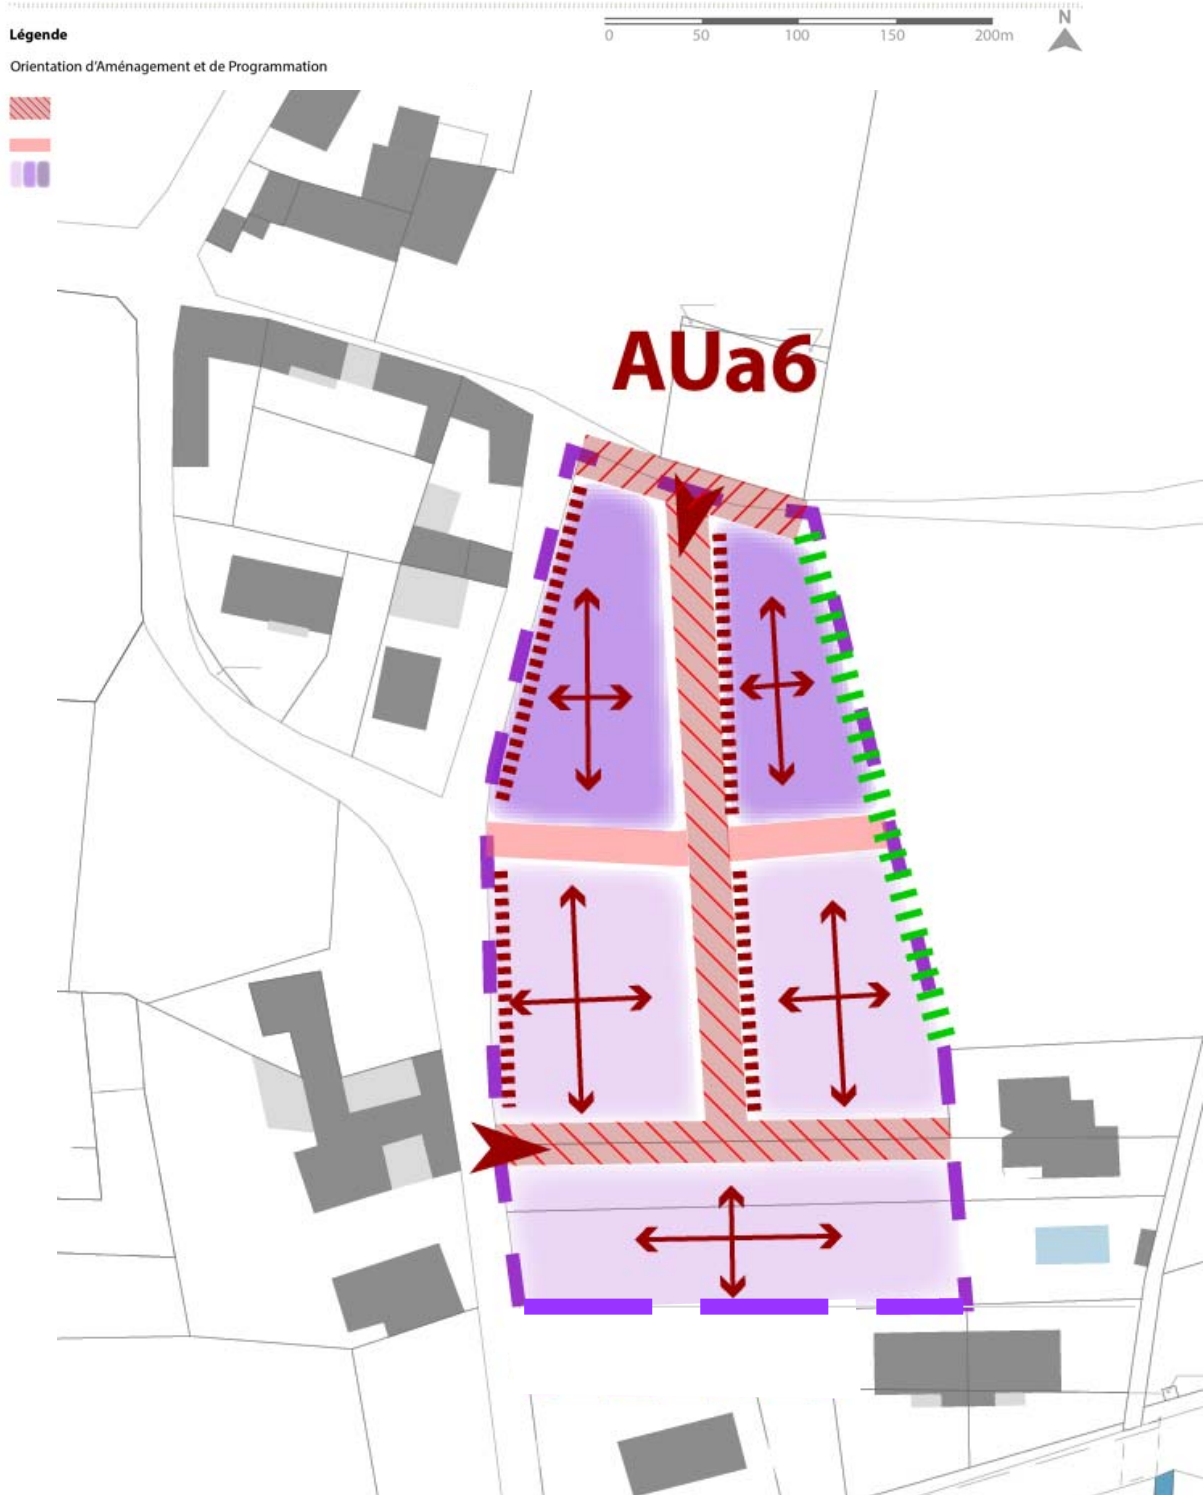 Légende
0 50 100 150 200m
N
Orientation d'Aménagement et de Programmation
AUa6